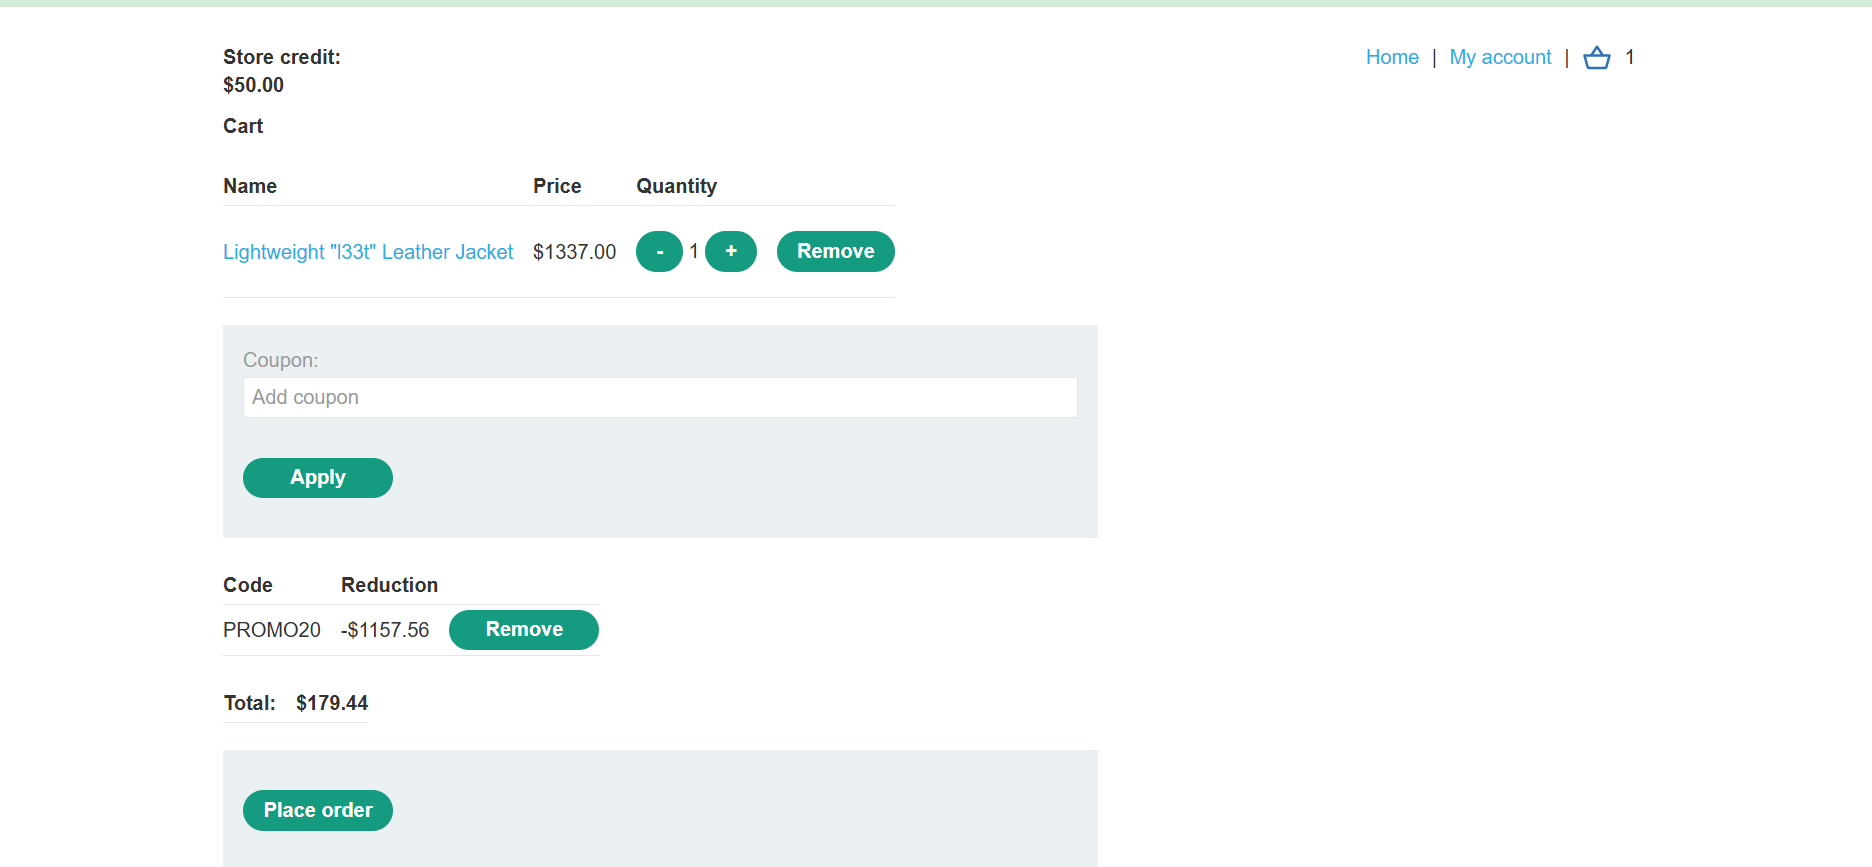 Store credit:
$50.00
Home | My account | 1
Cart
Name Price Quantity
Lightweight "l33t" Leather Jacket $1337.00 - 1 + Remove
Coupon:
Add coupon
Apply
Code Reduction
PROMO20 -$1157.56 Remove
Total: $179.44
Place order